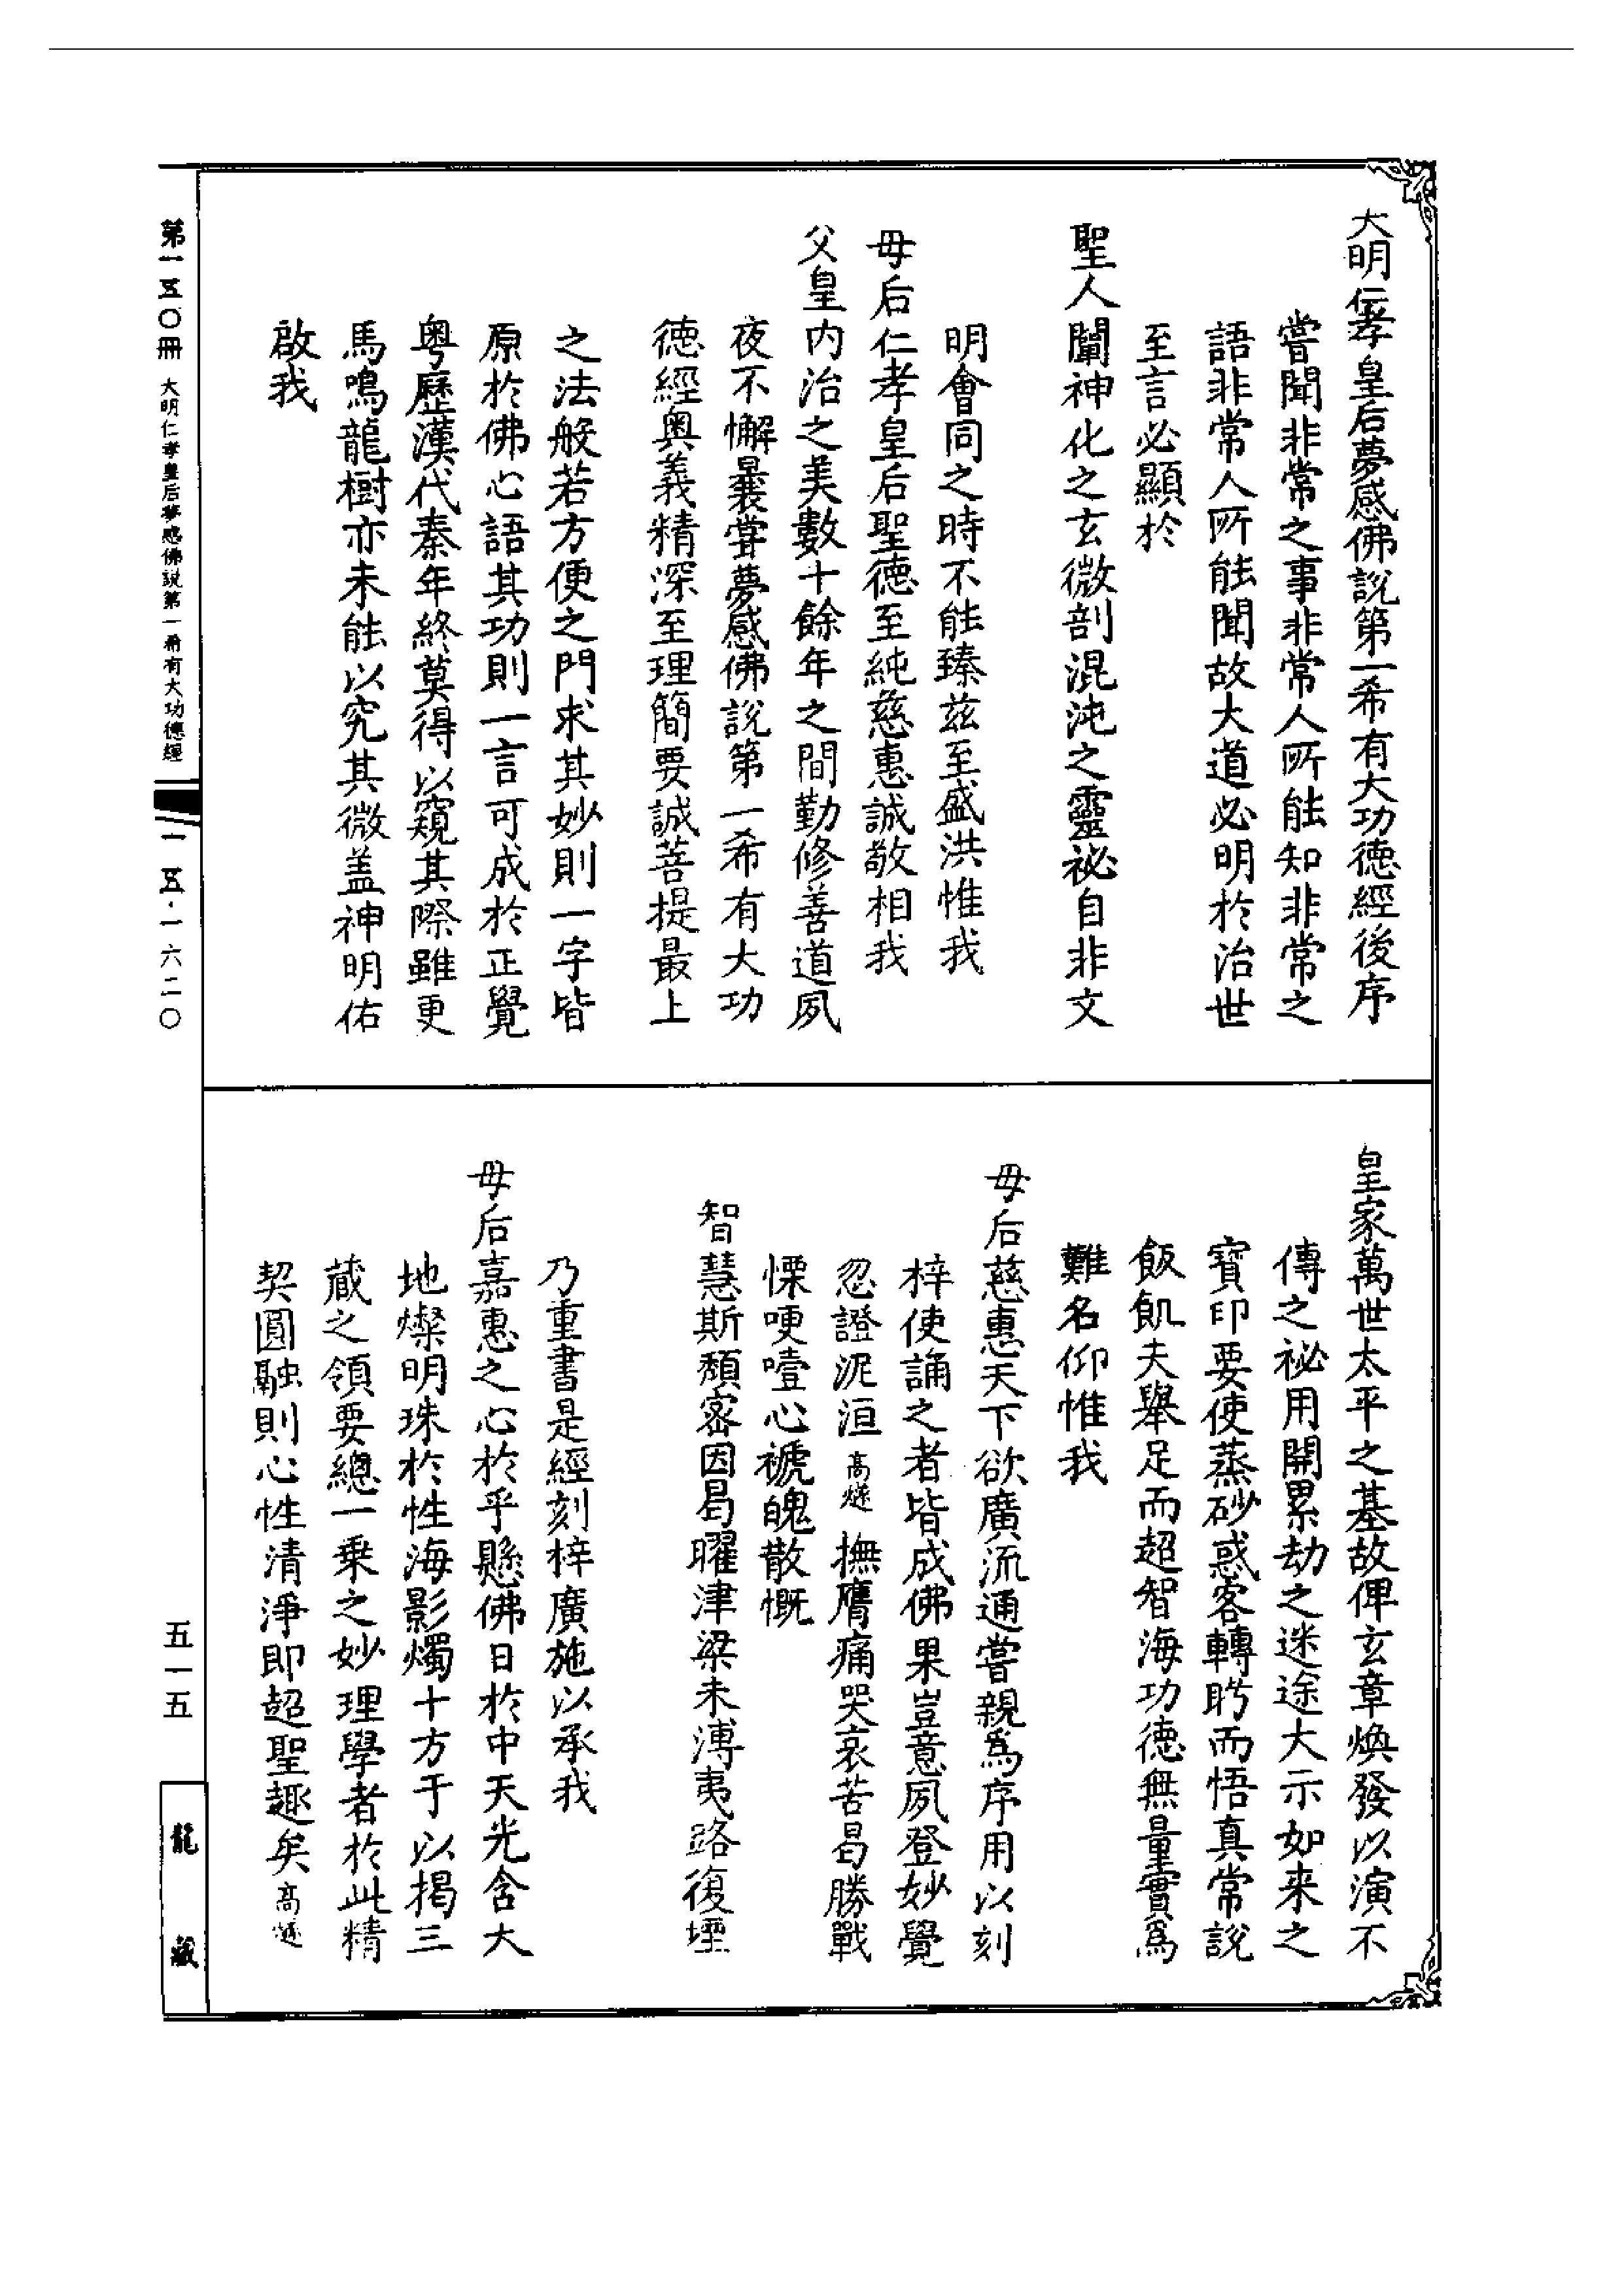 大明仁孝皇后夢感佛說第一希有大功德經後序
嘗聞非常之事非常人所能知非常之
語非常人所能聞故大道必明於治世
至言必顯於
聖人闡神化之玄微剖混沌之靈祕自非文
明會同之時不能臻茲至盛洪惟我
母后仁孝皇后聖德至純慈惠誠敬相我
父皇内治之美數十餘年之間勤修善道夙
夜不懈曩嘗夢感佛說第一希有大功
德經奧義精深至理簡要誠菩提最上
之法般若方便之門求其妙則一字皆
原於佛心語其功則一言可成於正覺
粤歷漢代秦年終莫得以窺其際雖更
馬鳴龍樹亦未能以究其微盖神明佑
啟我
皇家萬世太平之基故俾玄章煥發以演不
傳之祕用開累劫之迷途大示如来之
寶印要使蒸砂惑客轉眄而悟真常說
飯飢夫舉足而超智海功德無量實為
難名仰惟我
母后慈惠天下欲廣流通嘗親為序用以刻
梓使誦之者皆成佛果豈意夙登妙覺
忽證泥洹高燧撫膺痛哭哀苦曷勝戰
慄哽噎心褫魄散慨
智慧斯頹宻因曷曜津梁未溥夷路復堙
乃重書是經刻梓廣施以承我
母后嘉惠之心於乎懸佛日於中天光含大
地燦明珠於性海影燭十方于以揭三
藏之領要總一乗之妙理學者於此精
契圓融則心性清淨即超聖趣矣高燧
第一五〇冊 大明仁孝皇后夢感佛說第一希有大功德經
一五·一六二〇
五一五
龍藏